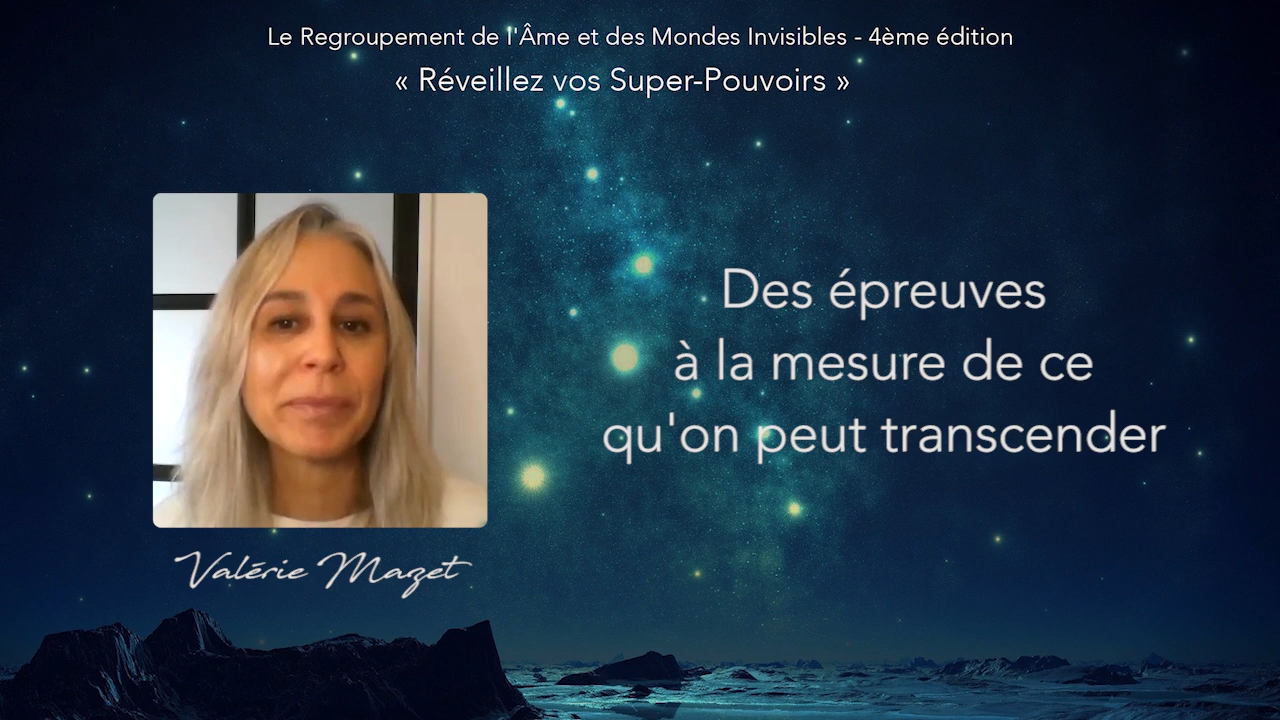 Le Regroupement de l'Âme et des Mondes Invisibles - 4ème édition
« Réveillez vos Super-Pouvoirs »
Des épreuves
à la mesure de ce
qu'on peut transcender
Valérie Mazet